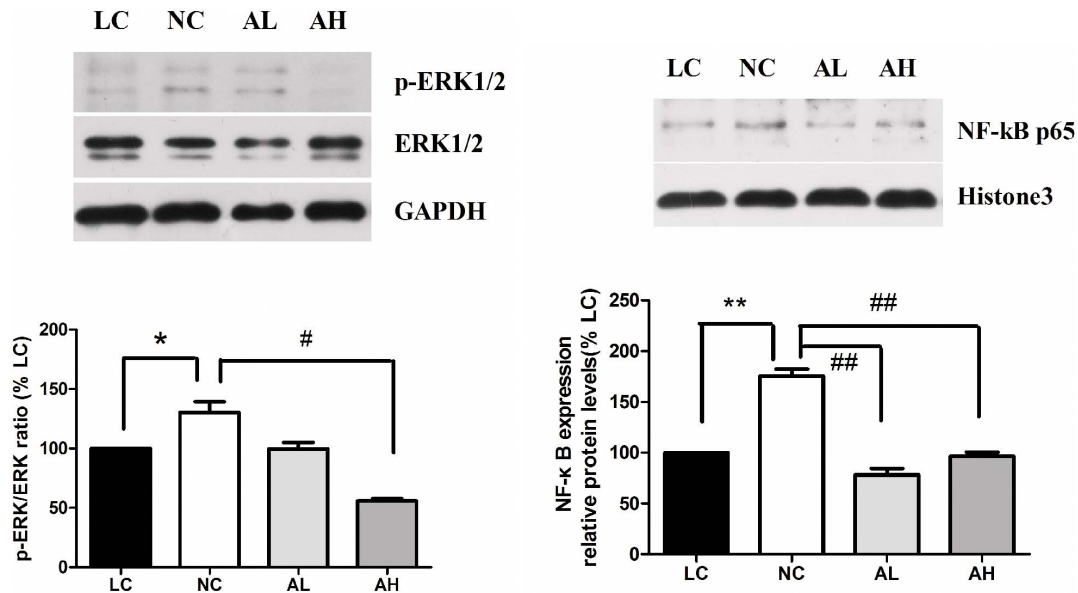 LC NC AL AH
p-ERK1/2
ERK1/2
GAPDH
LC NC AL AH
NF-kB p65
Histone3
p-ERK/ERK ratio (% LC)
200
150
100
50
0
*
#
LC NC AL AH
NF-κ B expression
relative protein levels(% LC)
250
200
150
100
50
0
**
##
##
LC NC AL AH